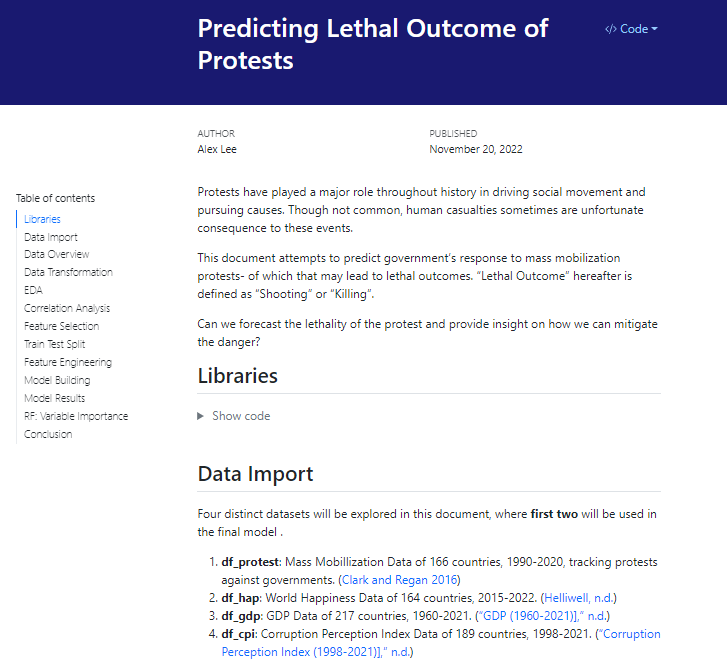 Predicting Lethal Outcome of
Protests
</> Code
AUTHOR
Alex Lee
PUBLISHED
November 20, 2022
Table of contents
Libraries
Data Import
Data Overview
Data Transformation
EDA
Correlation Analysis
Feature Selection
Train Test Split
Feature Engineering
Model Building
Model Results
RF: Variable Importance
Conclusion
Protests have played a major role throughout history in driving social movement and
pursuing causes. Though not common, human casualties sometimes are unfortunate
consequence to these events.
This document attempts to predict government's response to mass mobilization
protests- of which that may lead to lethal outcomes. “Lethal Outcome” hereafter is
defined as “Shooting” or “Killing”.
Can we forecast the lethality of the protest and provide insight on how we can mitigate
the danger?
Libraries
Show code
Data Import
Four distinct datasets will be explored in this document, where first two will be used in
the final model .
1. df_protest: Mass Mobillization Data of 166 countries, 1990-2020, tracking protests
against governments. (Clark and Regan 2016)
2. df_hap: World Happiness Data of 164 countries, 2015-2022. (Helliwell, n.d.)
3. df_gdp: GDP Data of 217 countries, 1960-2021. (“GDP (1960-2021)],” n.d.)
4. df_cpi: Corruption Perception Index Data of 189 countries, 1998-2021. (“Corruption
Perception Index (1998-2021)],” n.d.)